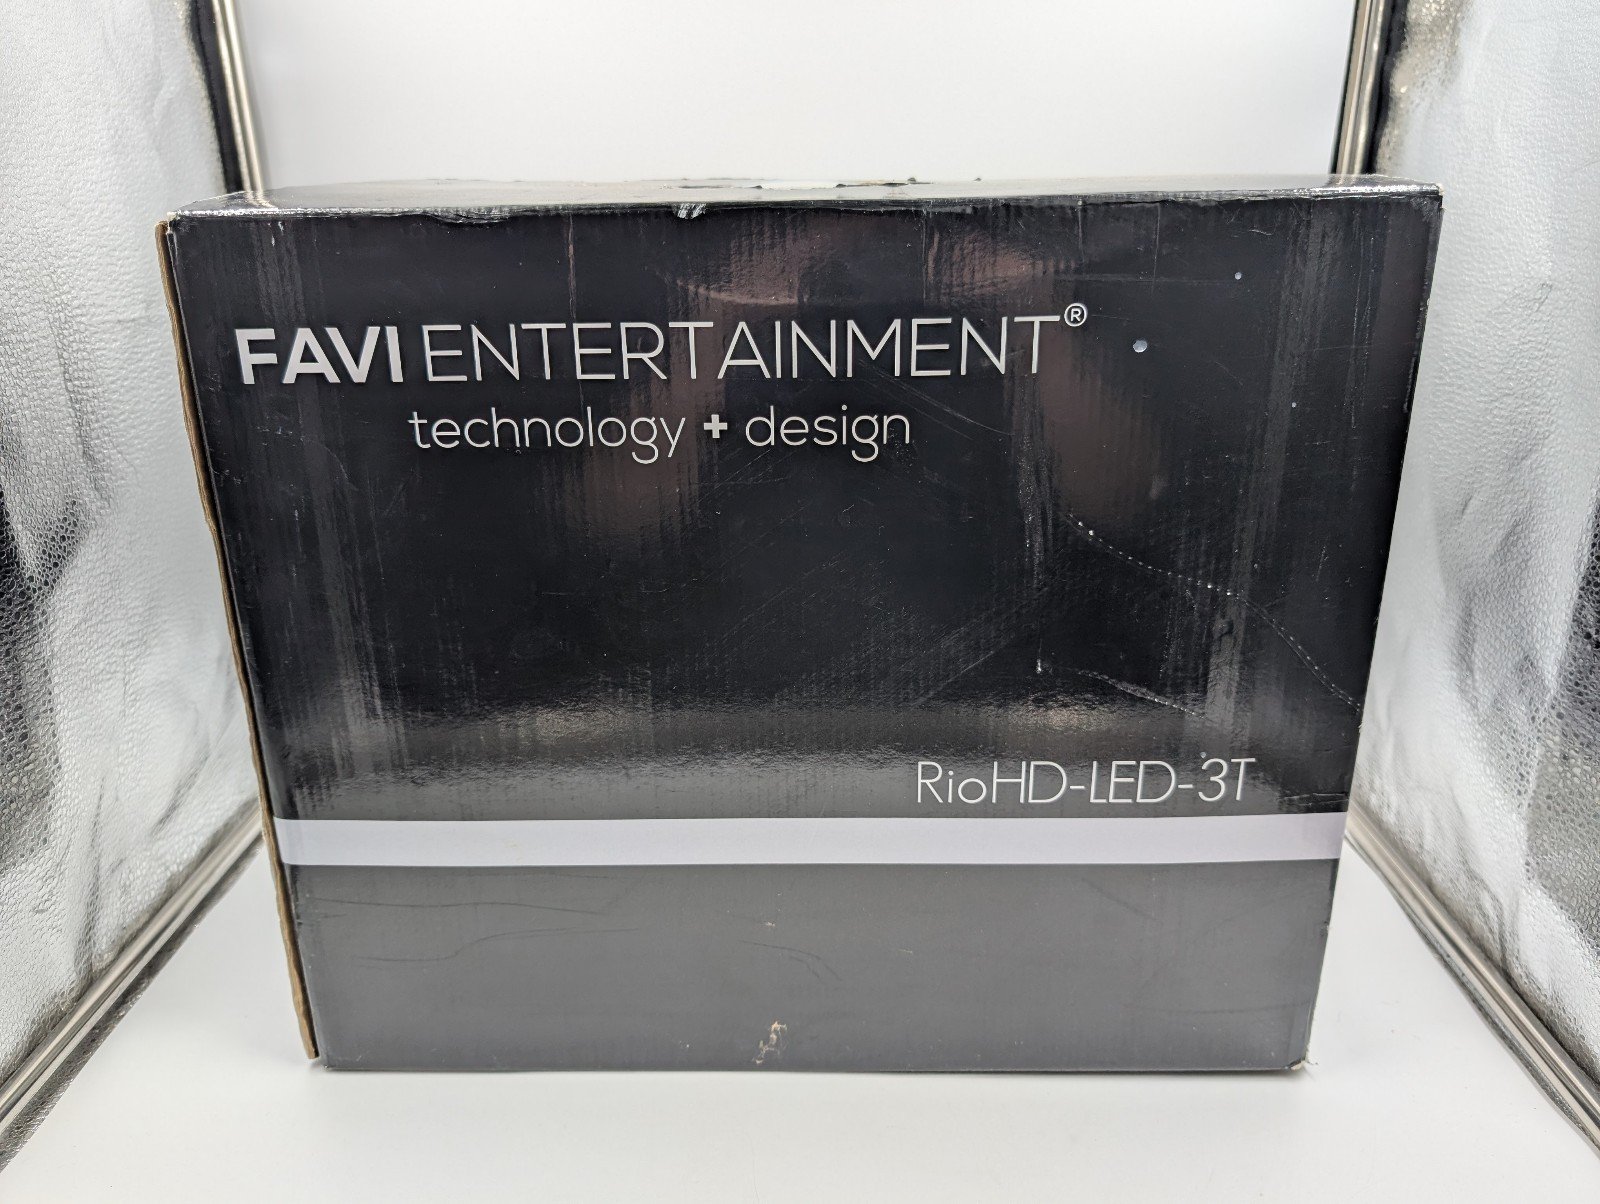 FAVI ENTERTAINMENT®
technology + design
RioHD-LED-3T